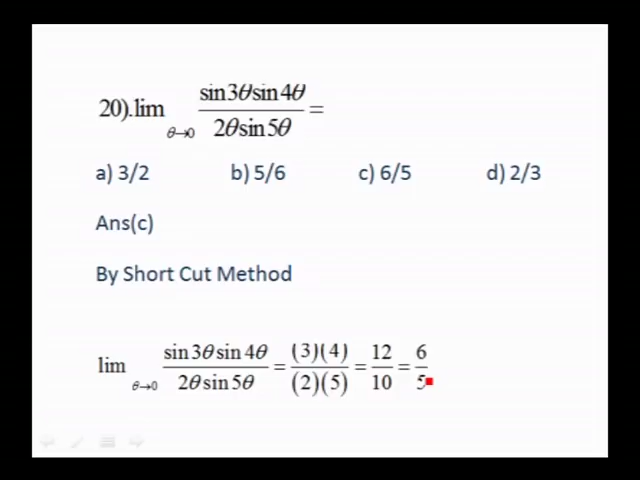 20).lim θ→0 sin3θsin4θ / 2θsin5θ =
a) 3/2 b) 5/6 c) 6/5 d) 2/3
Ans(c)
By Short Cut Method
lim θ→0 sin3θsin4θ / 2θsin5θ = (3)(4) / (2)(5) = 12 / 10 = 6 / 5